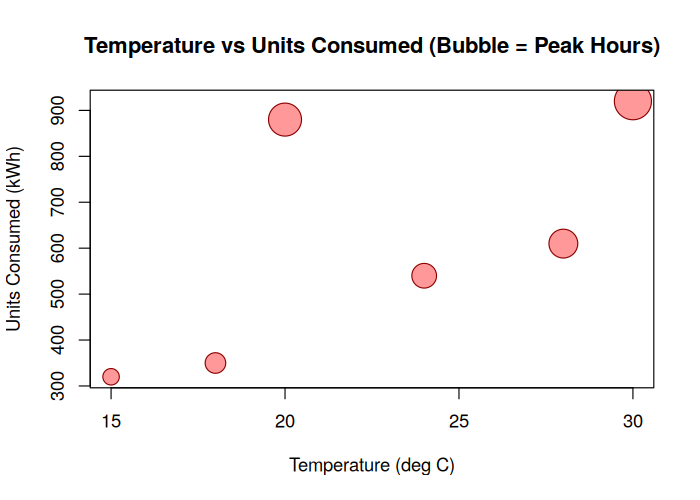 Temperature vs Units Consumed (Bubble = Peak Hours)
Units Consumed (kWh)
900
800
700
600
500
400
300
15 20 25 30
Temperature (deg C)